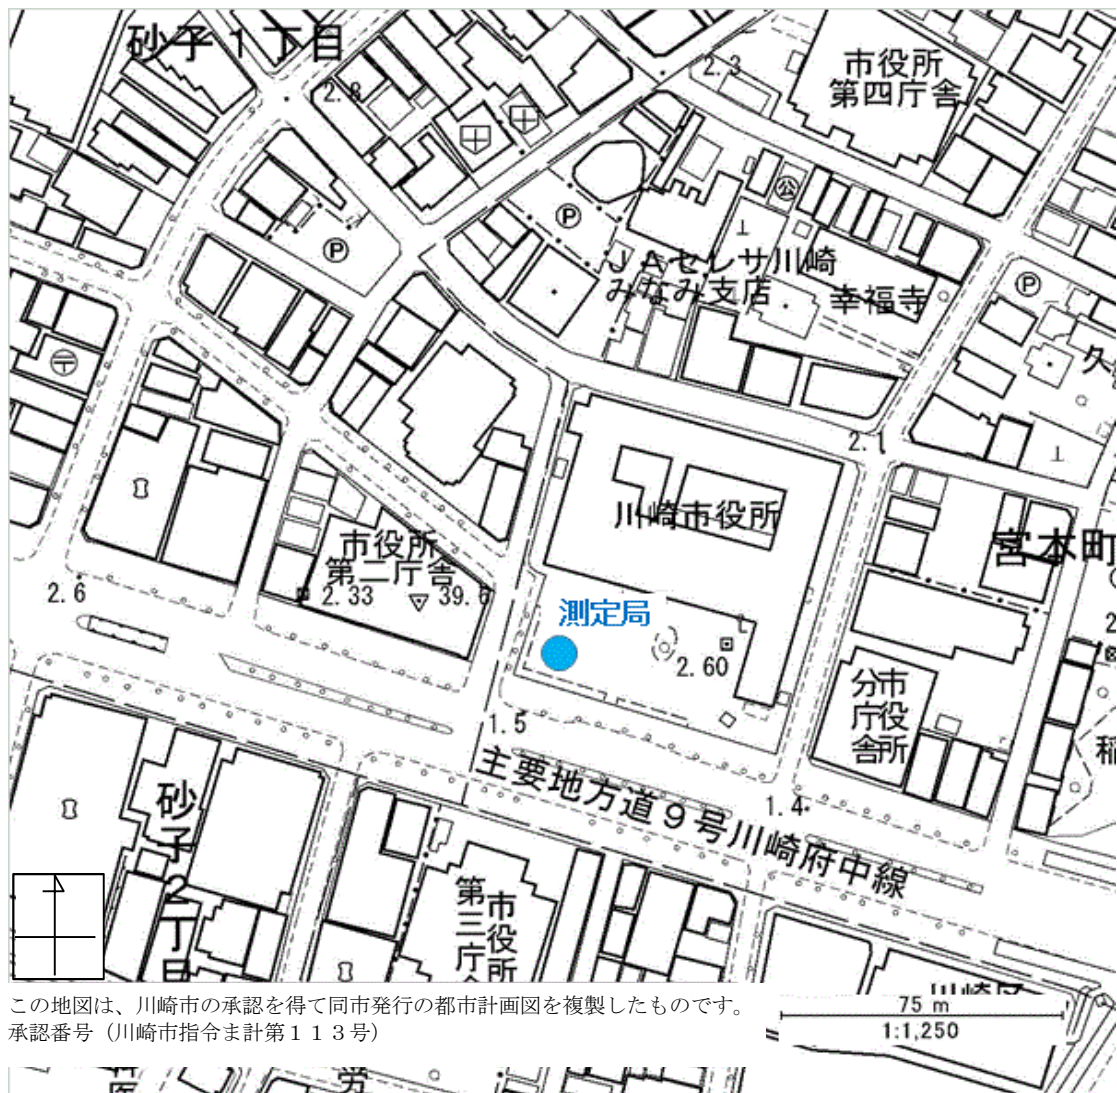 砂子１丁目
2.3
市役所
第四庁舎
2.8
公
P
P
ＪＡセレサ川崎
みなみ支店
幸福寺
P
久
2.1
川崎市役所
宮本町
市役所
第二庁舎
2.33
39.6
2.6
測定局
2.60
市役所
分庁舎
1.5
主要地方道９号川崎府中線
1.4
稲
砂子２丁目
市役所
第三庁舎
この地図は、川崎市の承認を得て同市発行の都市計画図を複製したものです。
承認番号（川崎市指令ま計第１１３号）
75 m
1:1,250
労